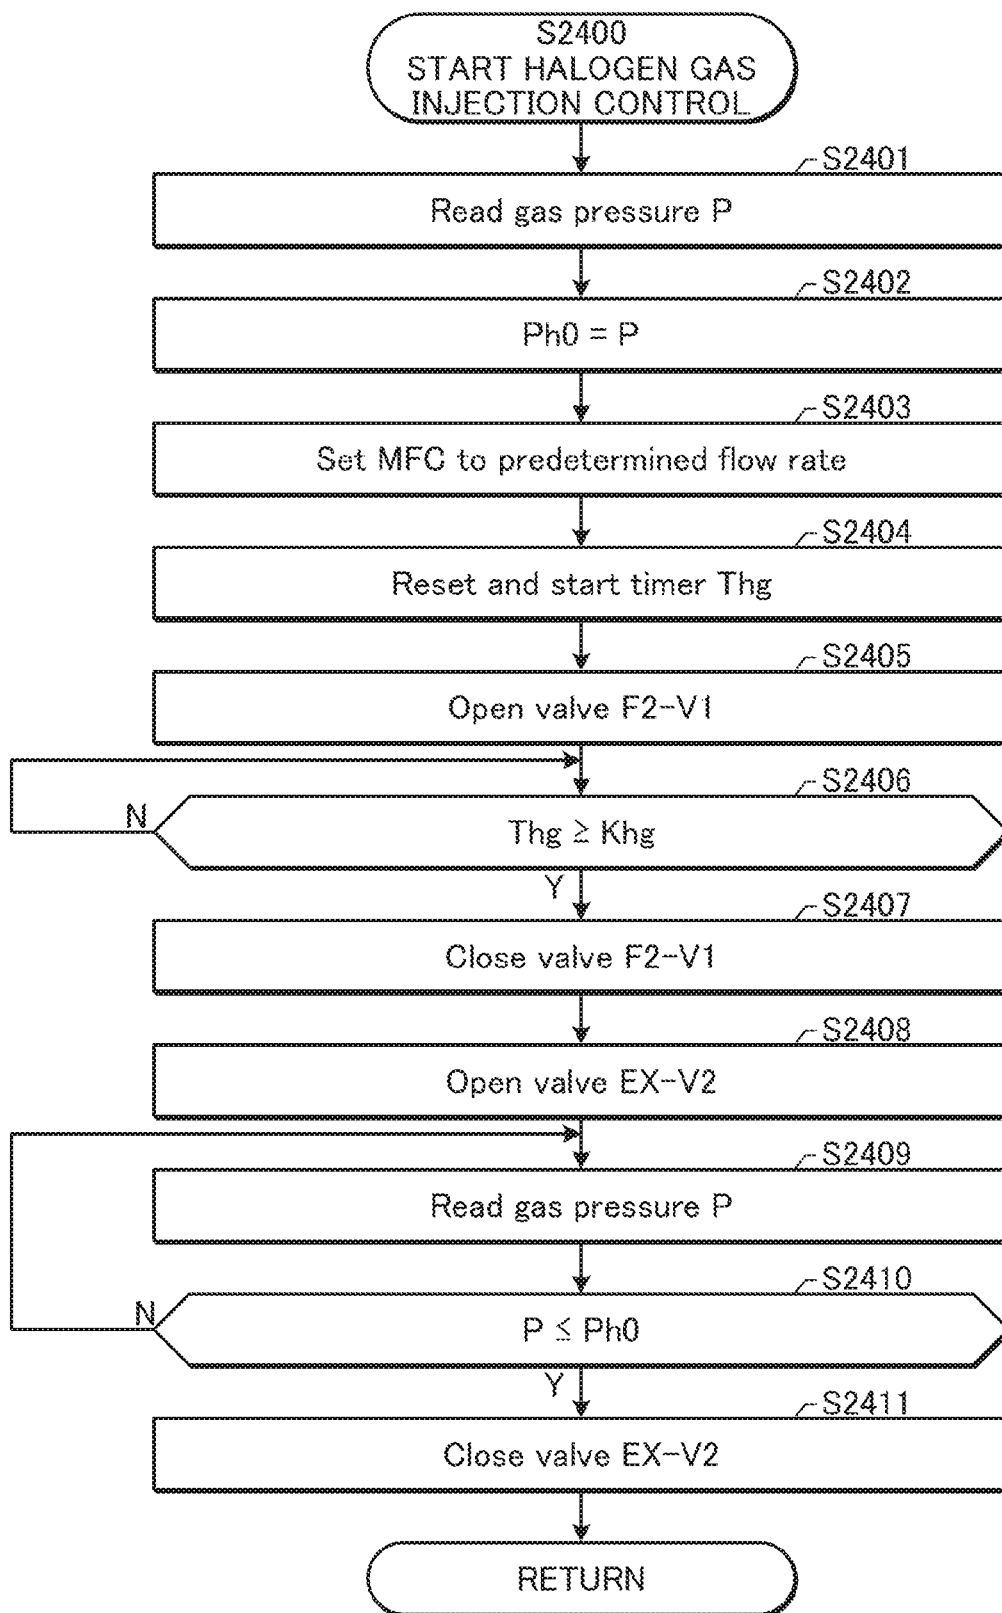 S2400
START HALOGEN GAS
INJECTION CONTROL
S2401
Read gas pressure P
S2402
Ph0 = P
S2403
Set MFC to predetermined flow rate
S2404
Reset and start timer Thg
S2405
Open valve F2-V1
S2406
N
Thg ≥ Khg
Y
S2407
Close valve F2-V1
S2408
Open valve EX-V2
S2409
Read gas pressure P
S2410
N
P ≤ Ph0
Y
S2411
Close valve EX-V2
RETURN